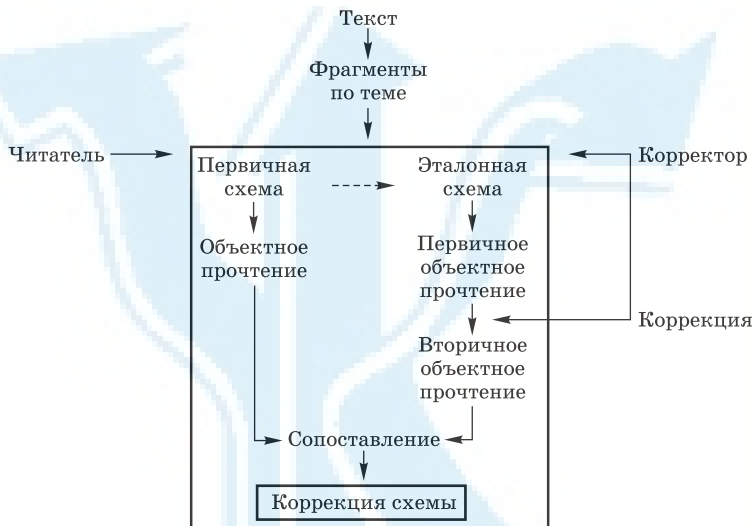 Текст
Фрагменты
по теме
Читатель
Корректор
Первичная
схема
Эталонная
схема
Объектное
прочтение
Первичное
объектное
прочтение
Коррекция
Вторичное
объектное
прочтение
Сопоставление
Коррекция схемы